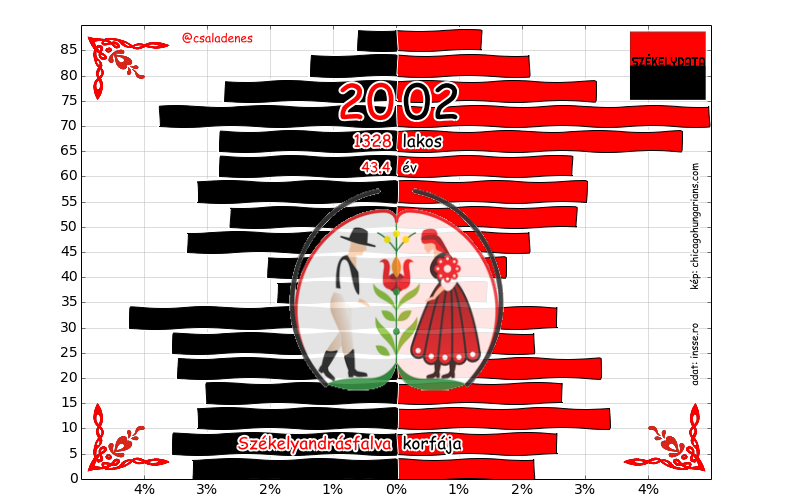 @csaladenes
SZÉKELYDATA
2002
1328 lakos
43.4 év
kép: chicagohungarians.com
adat: insse.ro
Székelyandrásfalva korfája
85
80
75
70
65
60
55
50
45
40
35
30
25
20
15
10
5
0
4% 3% 2% 1% 0% 1% 2% 3% 4%